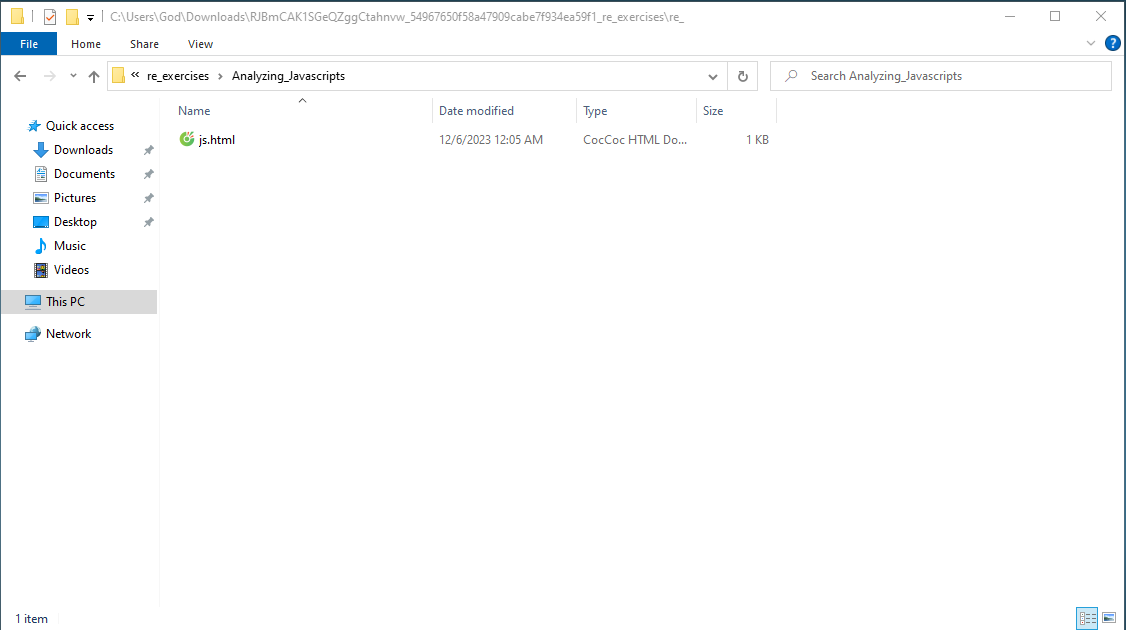 C:\Users\God\Downloads\RJBmCAK1SGeQZggCtahnvw_54967650f58a47909cabe7f934ea59f1_re_exercises\re_
File Home Share View
?
« re_exercises › Analyzing_Javascripts
Search Analyzing_Javascripts
Name Date modified Type Size
Quick access
js.html 12/6/2023 12:05 AM CocCoc HTML Do... 1 KB
Downloads
Documents
Pictures
Desktop
Music
Videos
This PC
Network
1 item